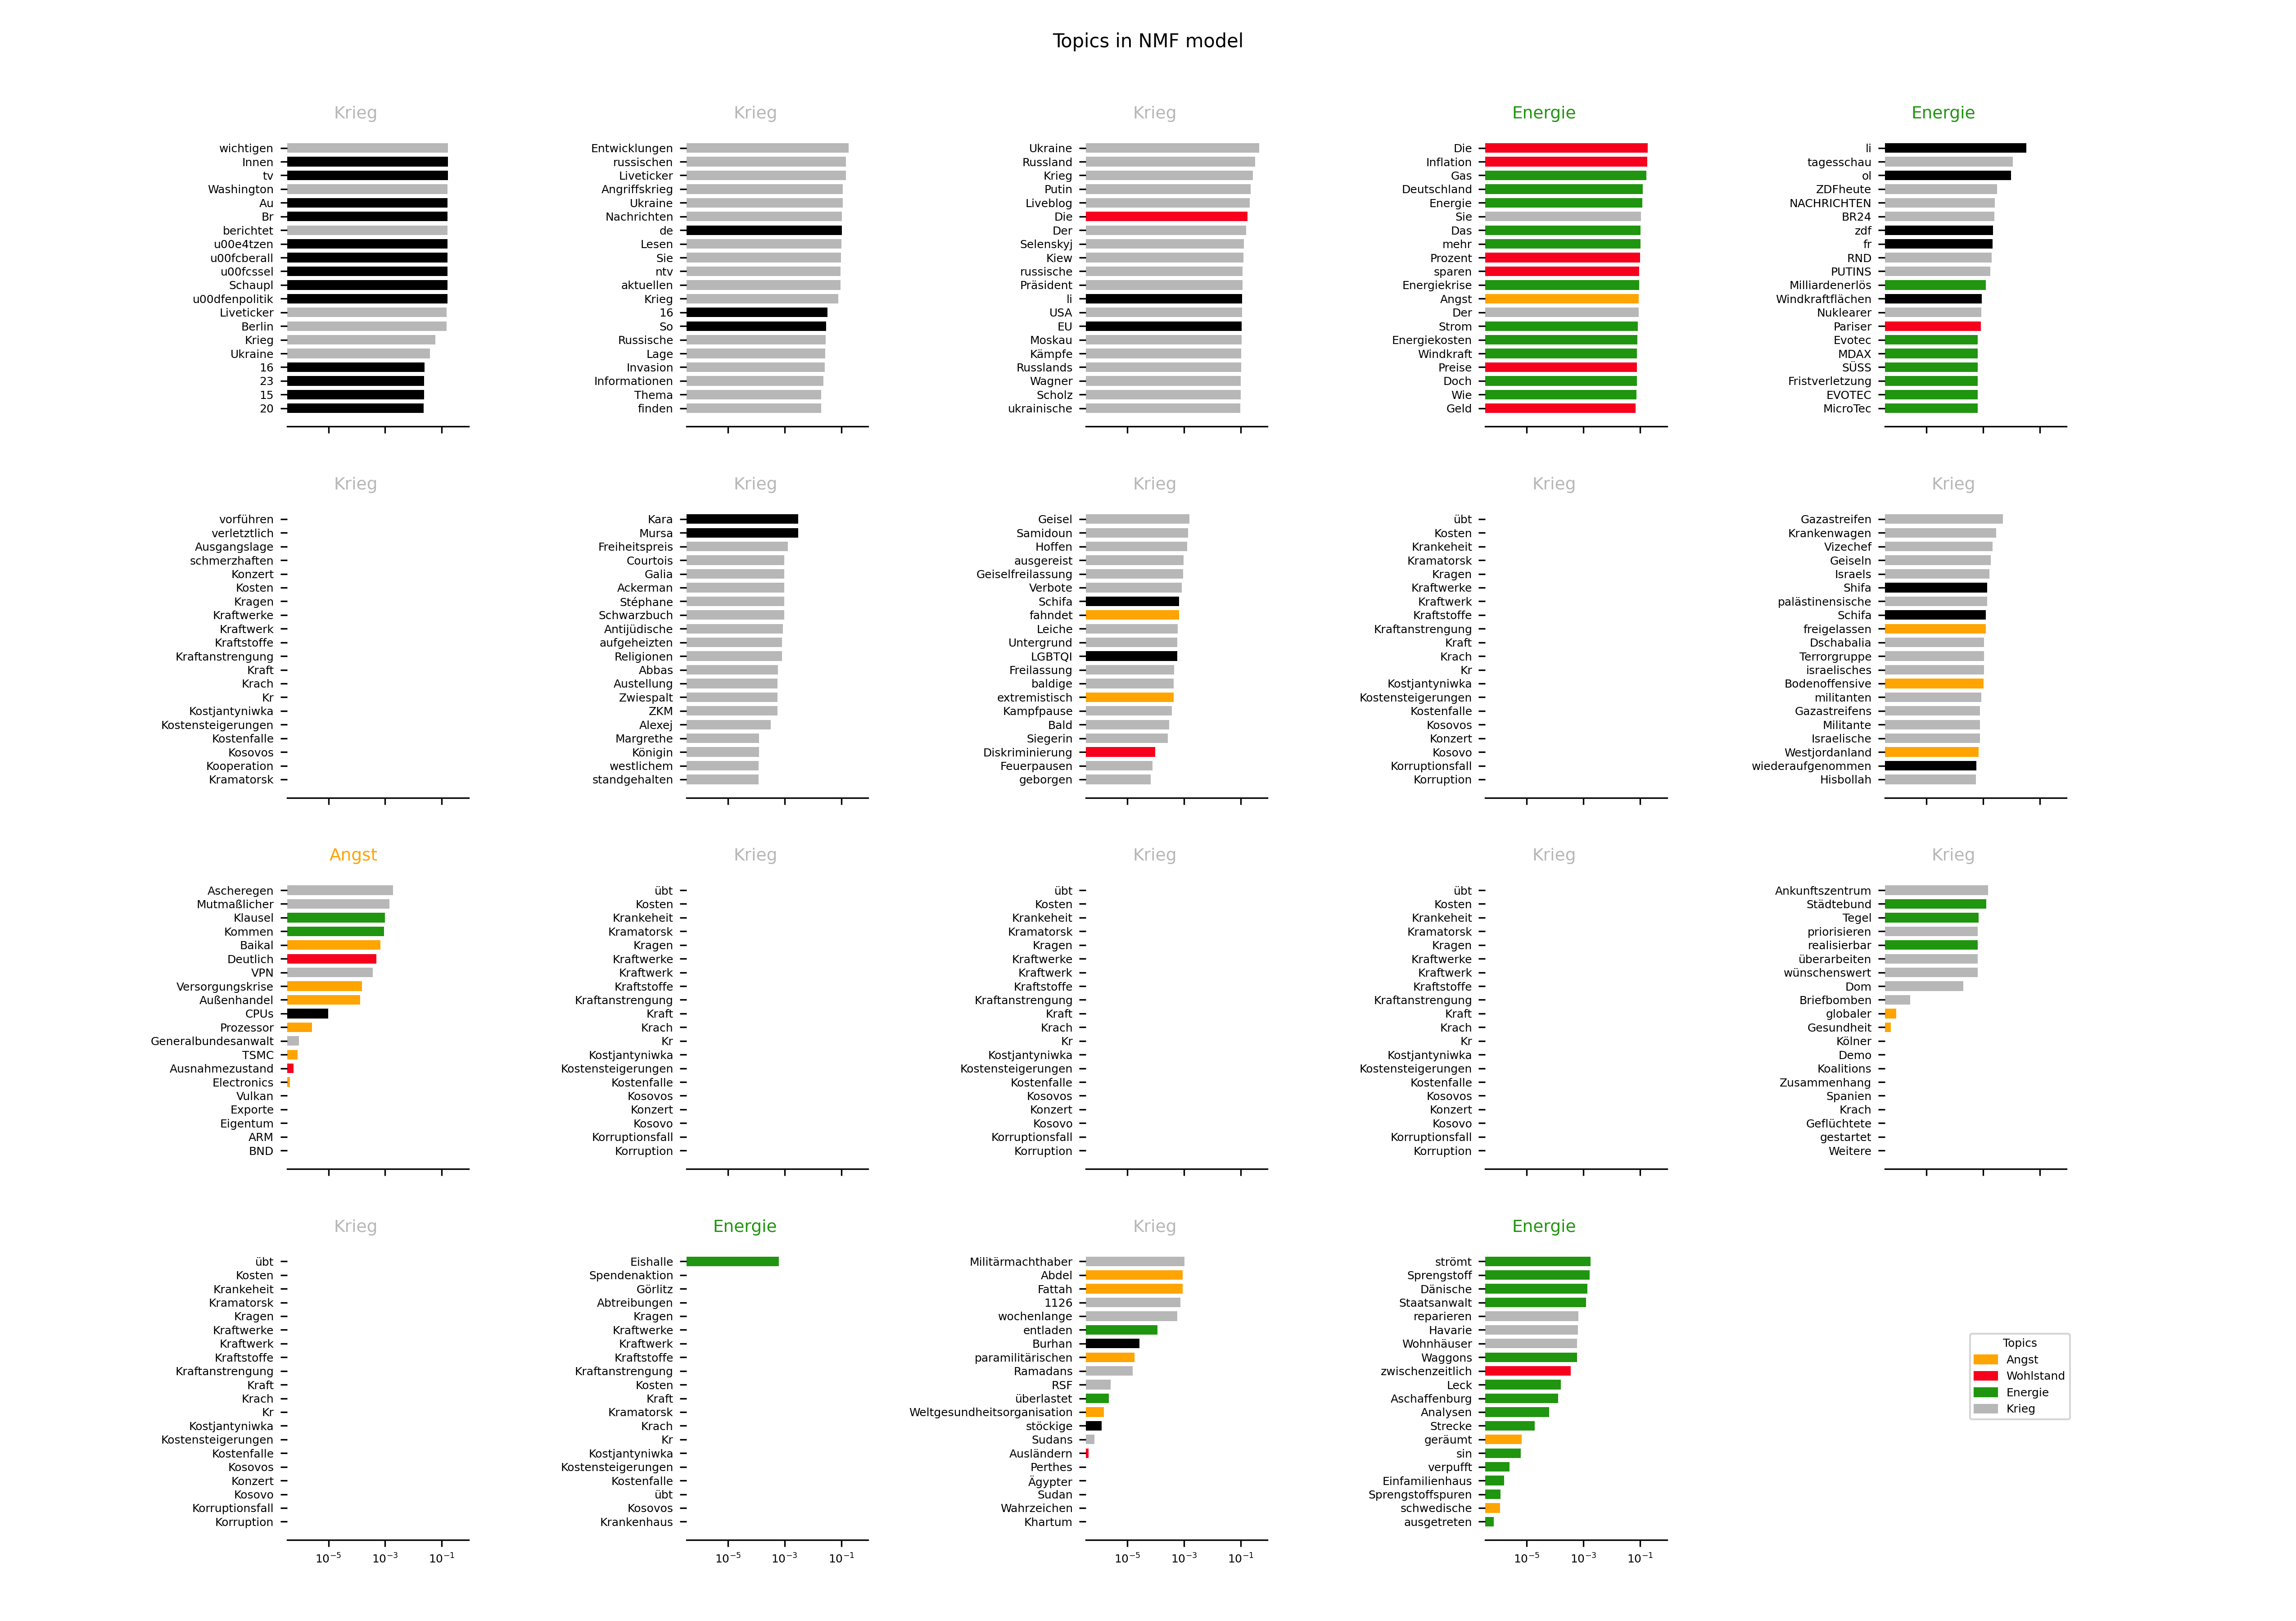 Topics in NMF model
Krieg
wichtigen
Innen
tv
Washington
Au
Br
berichtet
u00e4tzen
u00fcberall
u00fcssel
Schaupl
u00dfenpolitik
Liveticker
Berlin
Krieg
Ukraine
16
23
15
20
Krieg
Entwicklungen
russischen
Liveticker
Angriffskrieg
Ukraine
Nachrichten
de
Lesen
Sie
ntv
aktuellen
Krieg
16
So
Russische
Lage
Invasion
Informationen
Thema
finden
Krieg
Ukraine
Russland
Krieg
Putin
Liveblog
Die
Der
Selenskyj
Kiew
russische
Präsident
li
USA
EU
Moskau
Kämpfe
Russlands
Wagner
Scholz
ukrainische
Energie
Die
Inflation
Gas
Deutschland
Energie
Sie
Das
mehr
Prozent
sparen
Energiekrise
Angst
Der
Strom
Energiekosten
Windkraft
Preise
Doch
Wie
Geld
Energie
li
tagesschau
ol
ZDFheute
NACHRICHTEN
BR24
zdf
fr
RND
PUTINS
Milliardenerlös
Windkraftflächen
Nuklearer
Pariser
Evotec
MDAX
SÜSS
Fristverletzung
EVOTEC
MicroTec
Krieg
vorführen
verletztlich
Ausgangslage
schmerzhaften
Konzert
Kosten
Kragen
Kraftwerke
Kraftwerk
Kraftstoffe
Kraftanstrengung
Kraft
Krach
Kr
Kostjantyniwka
Kostensteigerungen
Kostenfalle
Kosovos
Kooperation
Kramatorsk
Krieg
Kara
Mursa
Freiheitspreis
Courtois
Galia
Ackerman
Stéphane
Schwarzbuch
Antijüdische
aufgeheizten
Religionen
Abbas
Austellung
Zwiespalt
ZKM
Alexej
Margrethe
Königin
westlichem
standgehalten
Krieg
Geisel
Samidoun
Hoffen
ausgereist
Geiselfreilassung
Verbote
Schifa
fahndet
Leiche
Untergrund
LGBTQI
Freilassung
baldige
extremistisch
Kampfpause
Bald
Siegerin
Diskriminierung
Feuerpausen
geborgen
Krieg
übt
Kosten
Krankeheit
Kramatorsk
Kragen
Kraftwerke
Kraftwerk
Kraftstoffe
Kraftanstrengung
Kraft
Krach
Kr
Kostjantyniwka
Kostensteigerungen
Kostenfalle
Kosovos
Konzert
Kosovo
Korruptionsfall
Korruption
Krieg
Gazastreifen
Krankenwagen
Vizechef
Geiseln
Israels
Shifa
palästinensische
Schifa
freigelassen
Dschabalia
Terrorgruppe
israelisches
Bodenoffensive
militanten
Gazastreifens
Militante
Israelische
Westjordanland
wiederaufgenommen
Hisbollah
Angst
Ascheregen
Mutmaßlicher
Klausel
Kommen
Baikal
Deutlich
VPN
Versorgungskrise
Außenhandel
CPUs
Prozessor
Generalbundesanwalt
TSMC
Ausnahmezustand
Electronics
Vulkan
Exporte
Eigentum
ARM
BND
Krieg
übt
Kosten
Krankeheit
Kramatorsk
Kragen
Kraftwerke
Kraftwerk
Kraftstoffe
Kraftanstrengung
Kraft
Krach
Kr
Kostjantyniwka
Kostensteigerungen
Kostenfalle
Kosovos
Konzert
Kosovo
Korruptionsfall
Korruption
Krieg
übt
Kosten
Krankeheit
Kramatorsk
Kragen
Kraftwerke
Kraftwerk
Kraftstoffe
Kraftanstrengung
Kraft
Krach
Kr
Kostjantyniwka
Kostensteigerungen
Kostenfalle
Kosovos
Konzert
Kosovo
Korruptionsfall
Korruption
Krieg
übt
Kosten
Krankeheit
Kramatorsk
Kragen
Kraftwerke
Kraftwerk
Kraftstoffe
Kraftanstrengung
Kraft
Krach
Kr
Kostjantyniwka
Kostensteigerungen
Kostenfalle
Kosovos
Konzert
Kosovo
Korruptionsfall
Korruption
Krieg
Ankunftszentrum
Städtebund
Tegel
priorisieren
realisierbar
überarbeiten
wünschenswert
Dom
Briefbomben
globaler
Gesundheit
Kölner
Demo
Koalitions
Zusammenhang
Spanien
Krach
Geflüchtete
gestartet
Weitere
Krieg
übt
Kosten
Krankeheit
Kramatorsk
Kragen
Kraftwerke
Kraftwerk
Kraftstoffe
Kraftanstrengung
Kraft
Krach
Kr
Kostjantyniwka
Kostensteigerungen
Kostenfalle
Kosovos
Konzert
Kosovo
Korruptionsfall
Korruption
10⁻⁵ 10⁻³ 10⁻¹
Energie
Eishalle
Spendenaktion
Görlitz
Abtreibungen
Kragen
Kraftwerke
Kraftwerk
Kraftstoffe
Kraftanstrengung
Kosten
Kraft
Kramatorsk
Krach
Kr
Kostjantyniwka
Kostensteigerungen
Kostenfalle
übt
Kosovos
Krankenhaus
10⁻⁵ 10⁻³ 10⁻¹
Krieg
Militärmachthaber
Abdel
Fattah
1126
wochenlange
entladen
Burhan
paramilitärischen
Ramadans
RSF
überlastet
Weltgesundheitsorganisation
stöckige
Sudans
Ausländern
Perthes
Ägypter
Sudan
Wahrzeichen
Khartum
10⁻⁵ 10⁻³ 10⁻¹
Energie
strömt
Sprengstoff
Dänische
Staatsanwalt
reparieren
Havarie
Wohnhäuser
Waggons
zwischenzeitlich
Leck
Aschaffenburg
Analysen
Strecke
geräumt
sin
verpufft
Einfamilienhaus
Sprengstoffspuren
schwedische
ausgetreten
10⁻⁵ 10⁻³ 10⁻¹
Topics
Angst
Wohlstand
Energie
Krieg